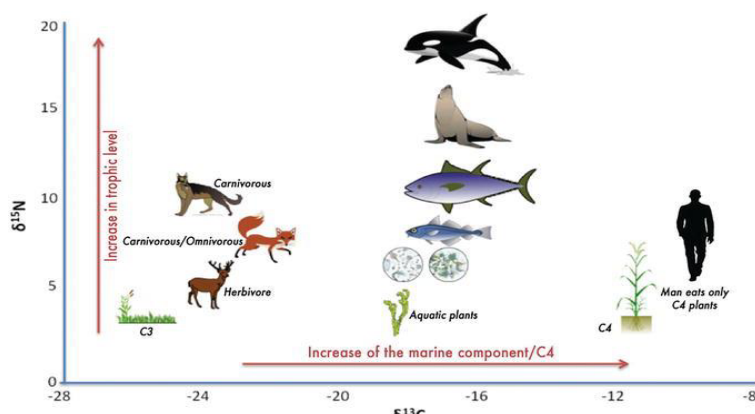 20
15
10
5
0
δ15N
Increase in trophic level
Carnivorous
Carnivorous/Omnivorous
Herbivore
C3
Aquatic plants
C4
Man eats only
C4 plants
Increase of the marine component/C4
-28
-24
-20
-16
-12
-8